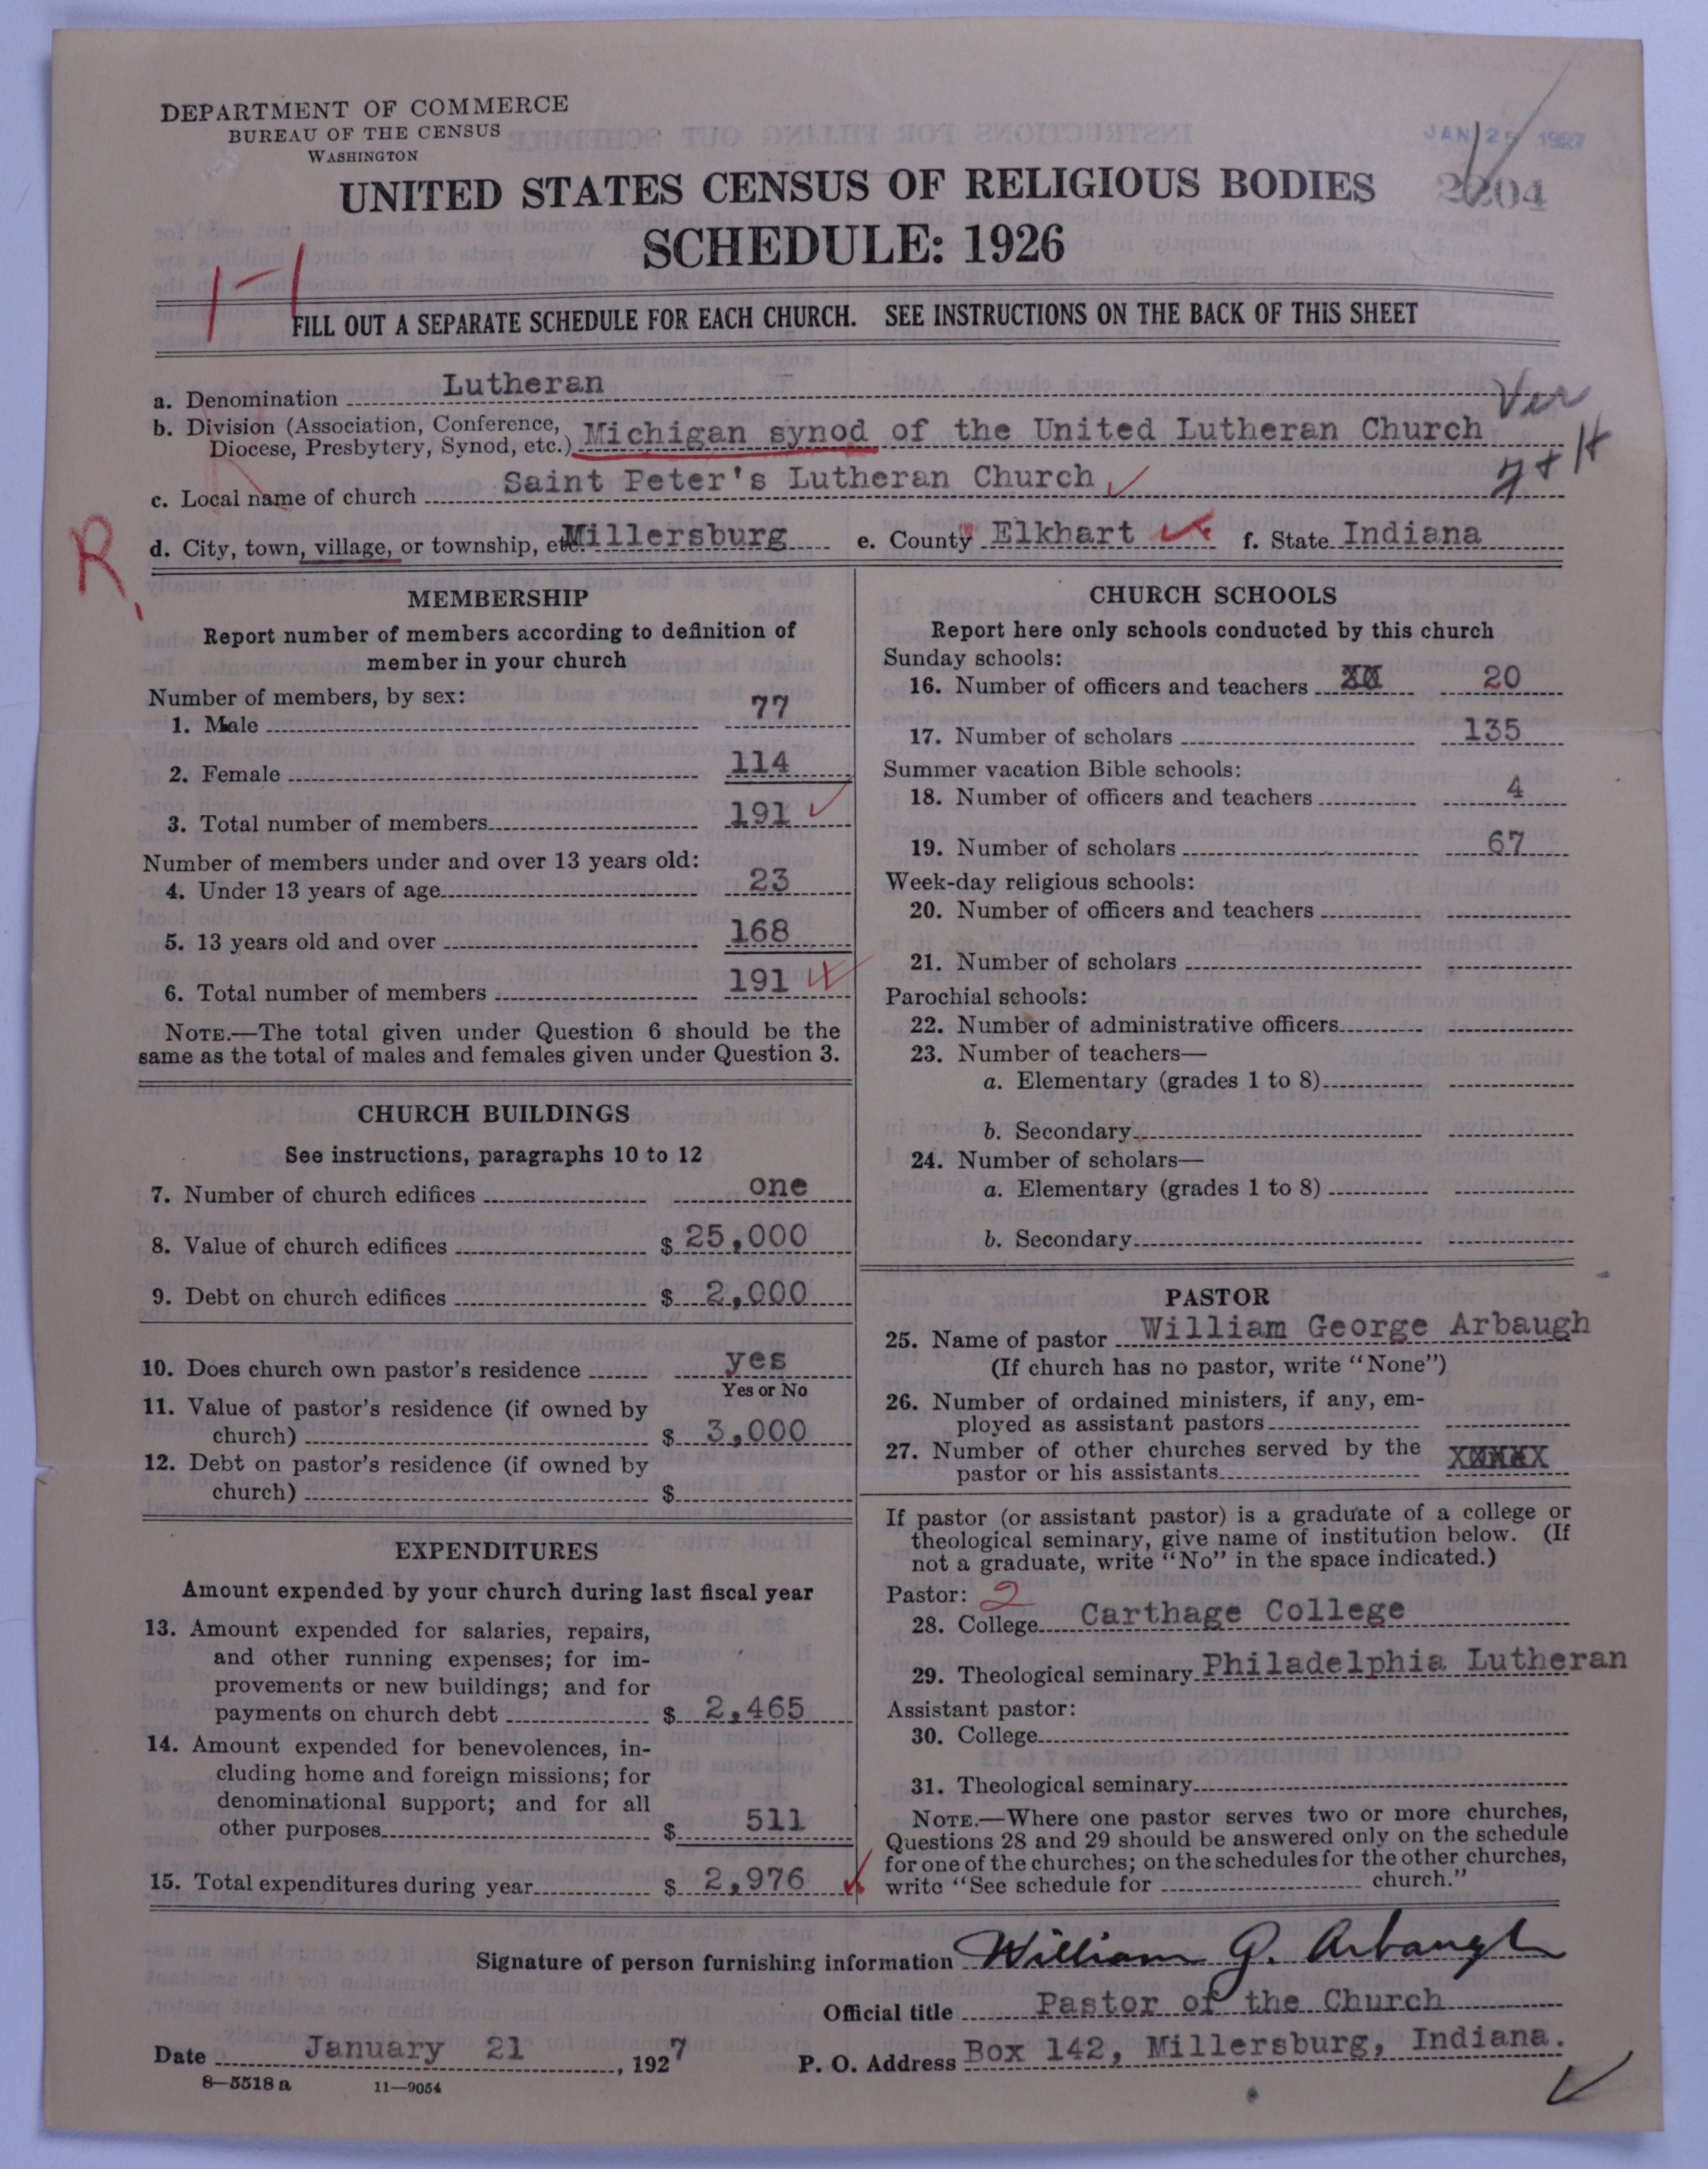 DEPARTMENT OF COMMERCE
BUREAU OF THE CENSUS
WASHINGTON
JAN 25 1927
UNITED STATES CENSUS OF RELIGIOUS BODIES
2204
SCHEDULE: 1926
FILL OUT A SEPARATE SCHEDULE FOR EACH CHURCH. SEE INSTRUCTIONS ON THE BACK OF THIS SHEET
a. Denomination Lutheran
Ver
b. Division (Association, Conference, Diocese, Presbytery, Synod, etc.) Michigan synod of the United Lutheran Church
c. Local name of church Saint Peter's Lutheran Church
R
d. City, town, village, or township, etc. Millersburg e. County Elkhart f. State Indiana
MEMBERSHIP
Report number of members according to definition of
member in your church
Number of members, by sex:
1. Male 77
2. Female 114
3. Total number of members 191
Number of members under and over 13 years old:
4. Under 13 years of age 23
5. 13 years old and over 168
6. Total number of members 191
NOTE.—The total given under Question 6 should be the
same as the total of males and females given under Question 3.
CHURCH BUILDINGS
See instructions, paragraphs 10 to 12
7. Number of church edifices one
8. Value of church edifices $ 25,000
9. Debt on church edifices $ 2,000
10. Does church own pastor's residence yes
Yes or No
11. Value of pastor's residence (if owned by
church) $ 3,000
12. Debt on pastor's residence (if owned by
church) $
EXPENDITURES
Amount expended by your church during last fiscal year
13. Amount expended for salaries, repairs,
and other running expenses; for im-
provements or new buildings; and for
payments on church debt $ 2,465
14. Amount expended for benevolences, in-
cluding home and foreign missions; for
denominational support; and for all
other purposes $ 511
15. Total expenditures during year $ 2,976
CHURCH SCHOOLS
Report here only schools conducted by this church
Sunday schools:
16. Number of officers and teachers 20
17. Number of scholars 135
Summer vacation Bible schools:
18. Number of officers and teachers 4
19. Number of scholars 67
Week-day religious schools:
20. Number of officers and teachers
21. Number of scholars
Parochial schools:
22. Number of administrative officers
23. Number of teachers—
a. Elementary (grades 1 to 8)
b. Secondary
24. Number of scholars—
a. Elementary (grades 1 to 8)
b. Secondary
PASTOR
25. Name of pastor William George Arbaugh
(If church has no pastor, write "None")
26. Number of ordained ministers, if any, em-
ployed as assistant pastors
27. Number of other churches served by the
pastor or his assistants
If pastor (or assistant pastor) is a graduate of a college or
theological seminary, give name of institution below. (If
not a graduate, write "No" in the space indicated.)
Pastor: 2
28. College Carthage College
29. Theological seminary Philadelphia Lutheran
Assistant pastor:
30. College
31. Theological seminary
NOTE.—Where one pastor serves two or more churches,
Questions 28 and 29 should be answered only on the schedule
for one of the churches; on the schedules for the other churches,
write "See schedule for church."
Signature of person furnishing information William G. Arbaugh
Official title Pastor of the Church
Date January 21, 1927 P. O. Address Box 142, Millersburg, Indiana.
8—5518 a 11—9054